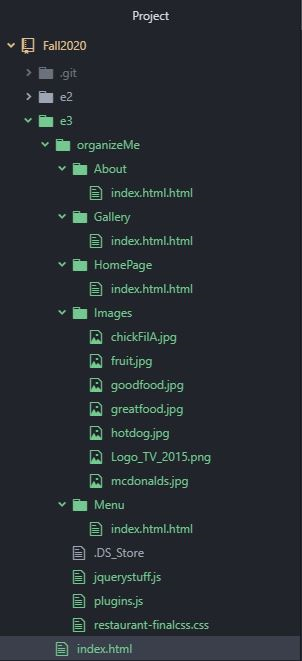 Project
Fall2020
.git
e2
e3
organizeMe
About
index.html.html
Gallery
index.html.html
HomePage
index.html.html
Images
chickFilA.jpg
fruit.jpg
goodfood.jpg
greatfood.jpg
hotdog.jpg
Logo_TV_2015.png
mcdonalds.jpg
Menu
index.html.html
.DS_Store
jquerystuff.js
plugins.js
restaurant-finalcss.css
index.html